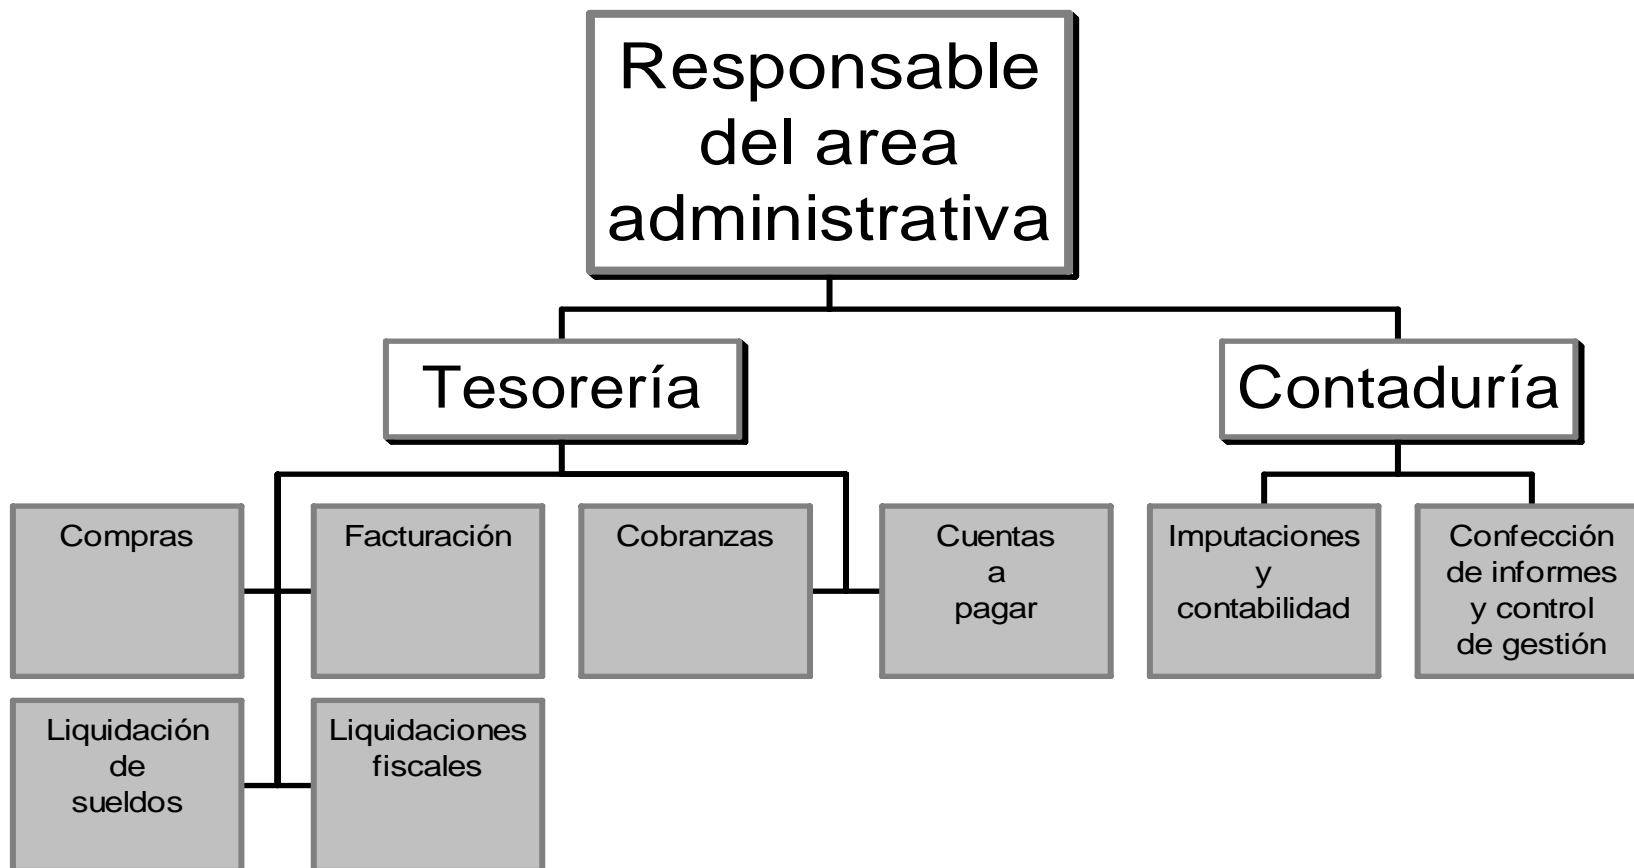 Responsable
del area
administrativa
Tesorería
Contaduría
Compras
Facturación
Cobranzas
Cuentas
a
pagar
Imputaciones
y
contabilidad
Confección
de informes
y control
de gestión
Liquidación
de
sueldos
Liquidaciones
fiscales